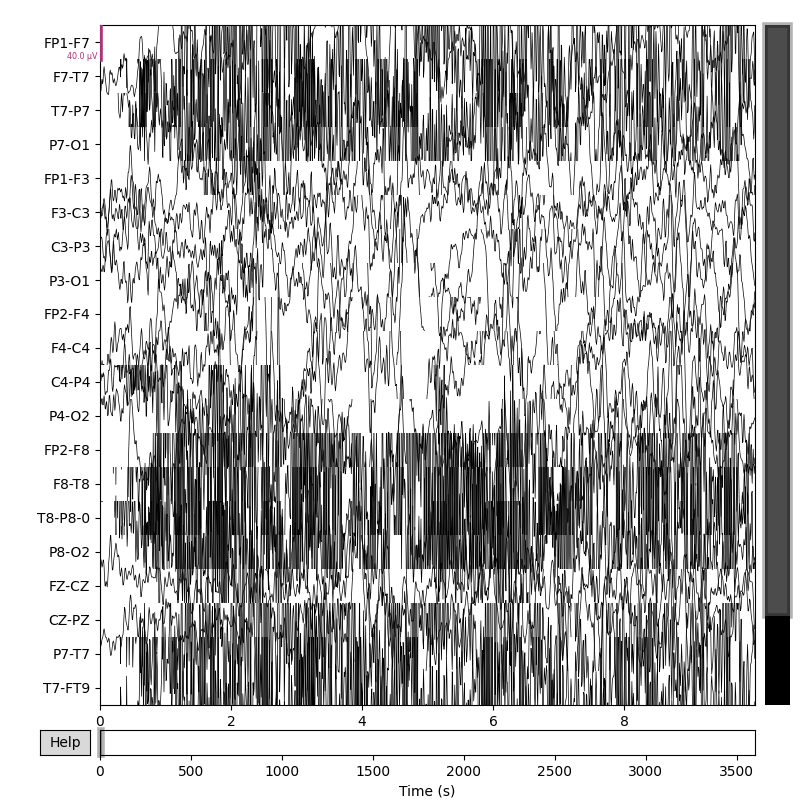 FP1-F7
40.0 µV
F7-T7
T7-P7
P7-O1
FP1-F3
F3-C3
C3-P3
P3-O1
FP2-F4
F4-C4
C4-P4
P4-O2
FP2-F8
F8-T8
T8-P8-0
P8-O2
FZ-CZ
CZ-PZ
P7-T7
T7-FT9
0 2 4 6 8
Help
0 500 1000 1500 2000 2500 3000 3500
Time (s)